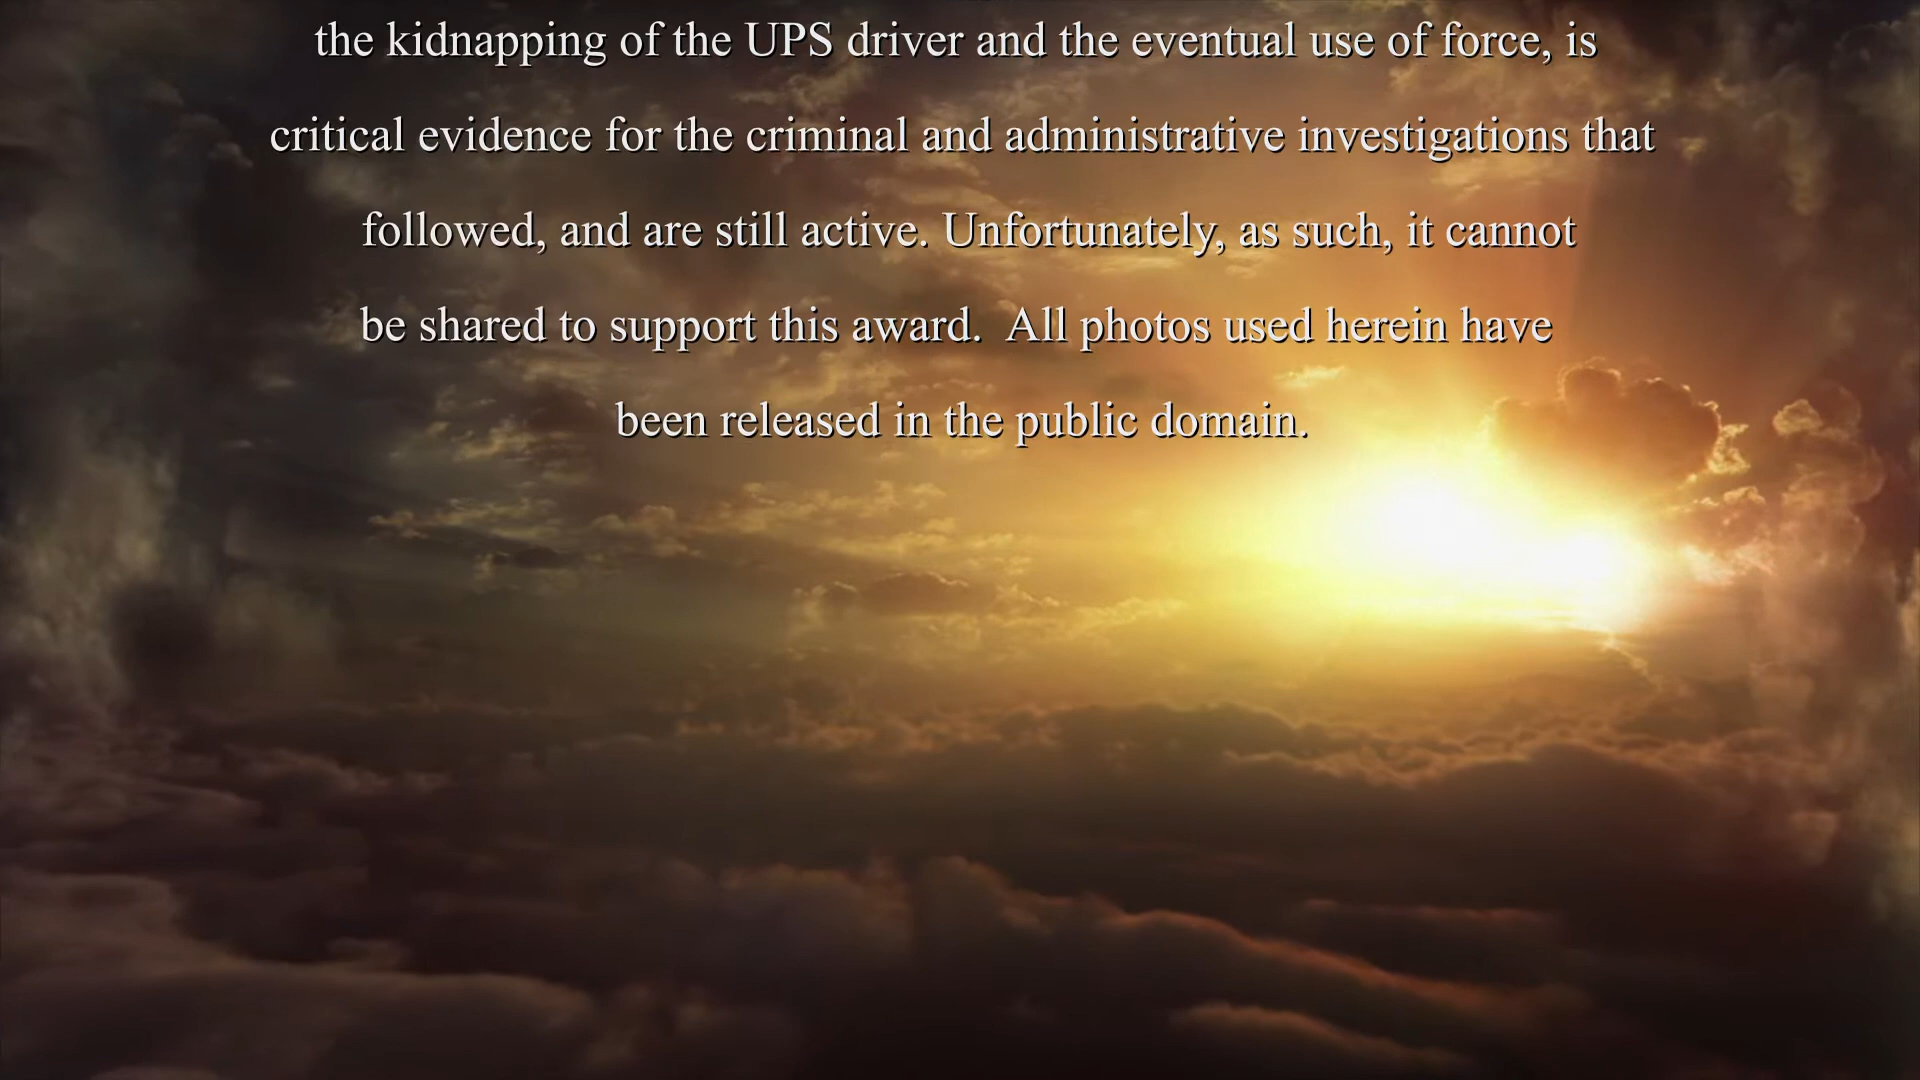 the kidnapping of the UPS driver and the eventual use of force, is
critical evidence for the criminal and administrative investigations that
followed, and are still active. Unfortunately, as such, it cannot
be shared to support this award.  All photos used herein have
been released in the public domain.